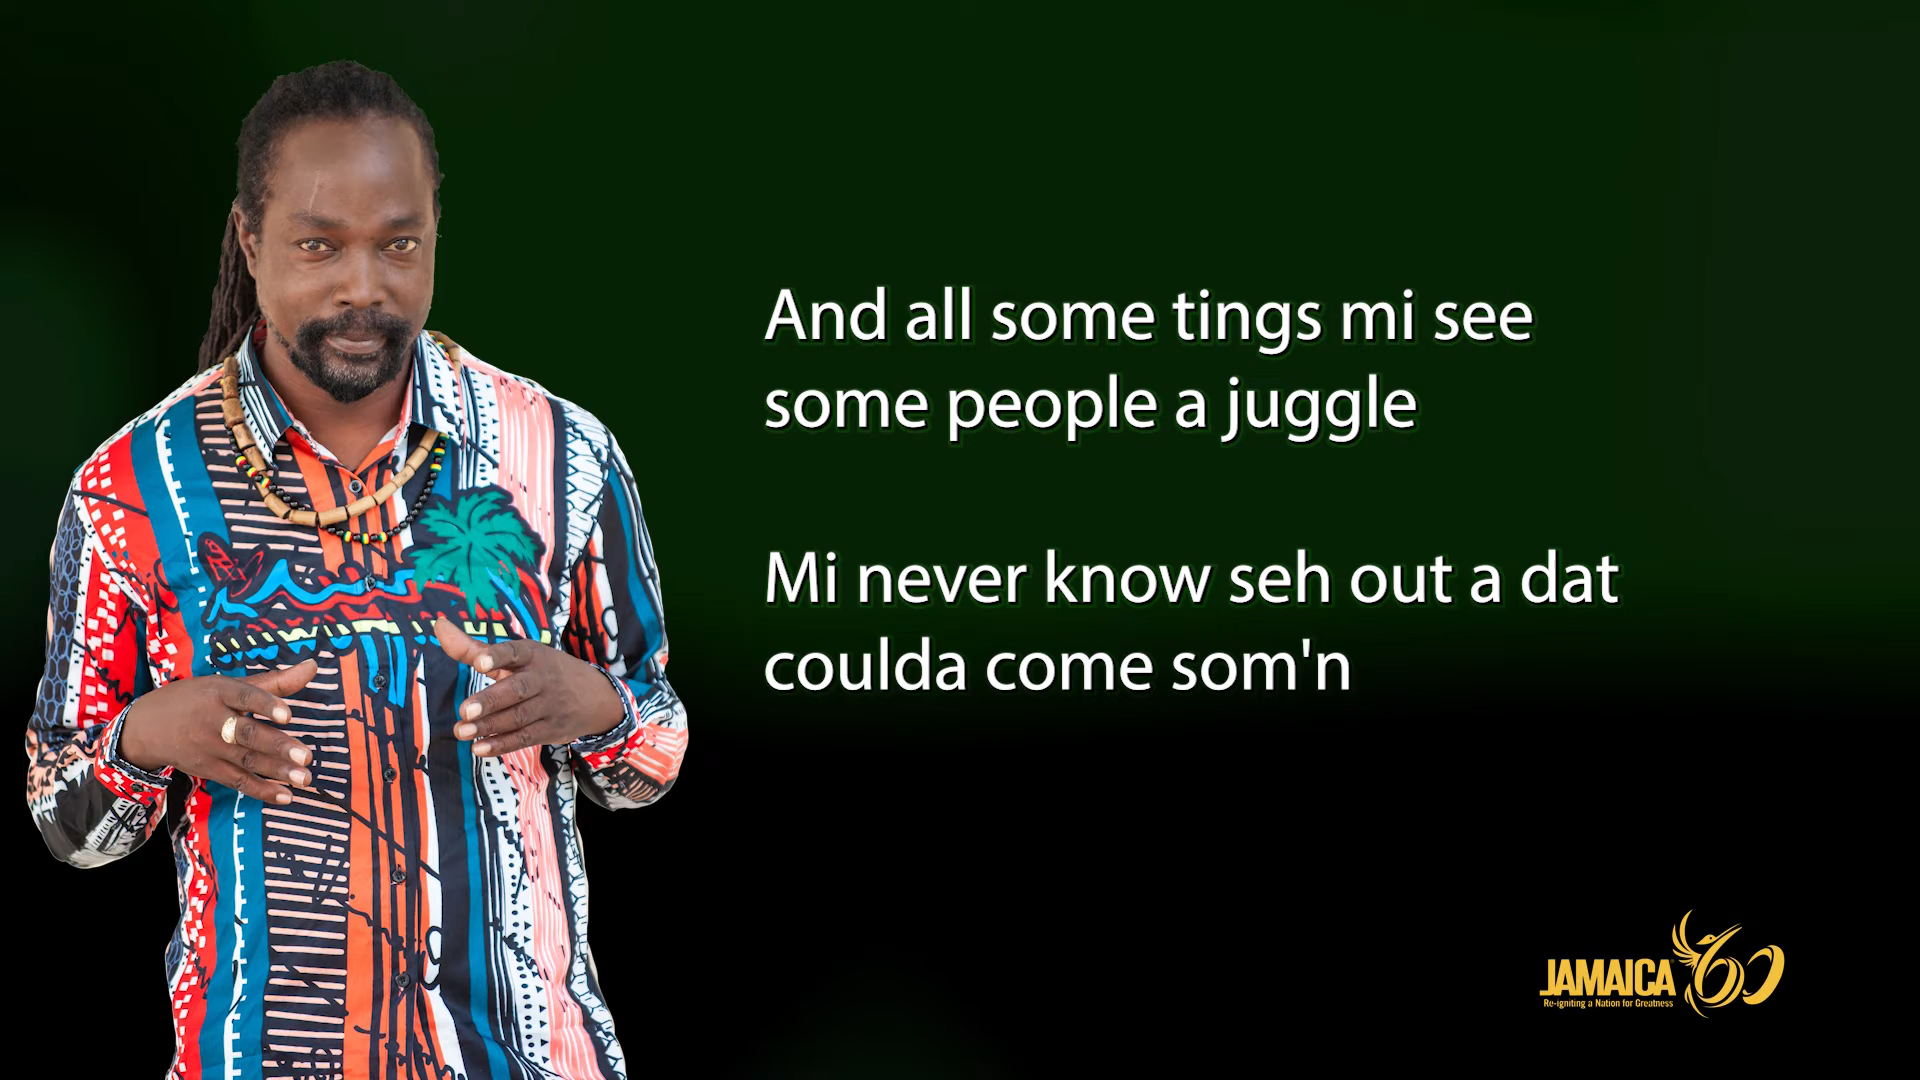 And all some tings mi see
some people a juggle
Mi never know seh out a dat
coulda come som'n
JAMAICA 60
Re-igniting a Nation for Greatness